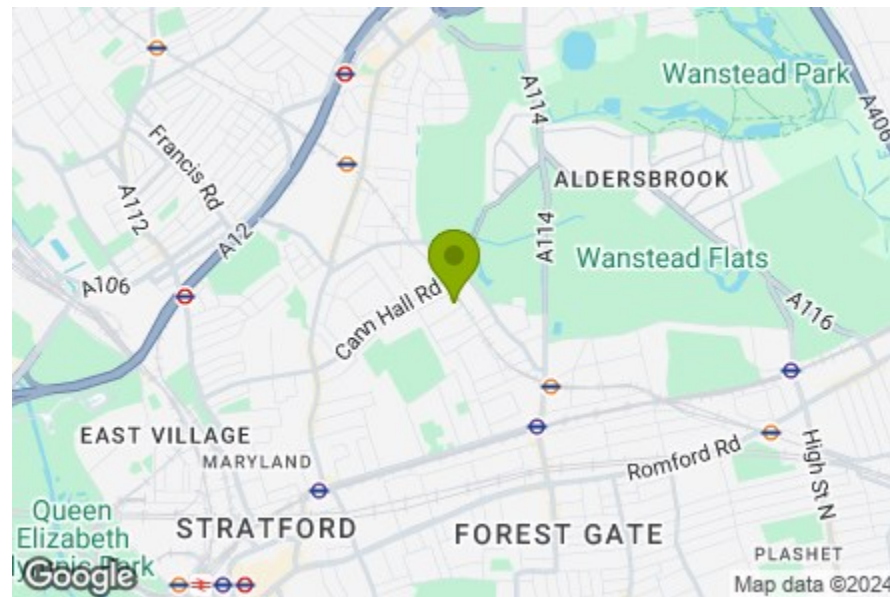 Wanstead Park
A114
A406
Francis Rd
ALDERSBROOK
A112
A12
A114
Wanstead Flats
A106
Cann Hall Rd
A116
EAST VILLAGE
MARYLAND
Romford Rd
High St N
Queen
Elizabeth
Park
STRATFORD
FOREST GATE
PLASHET
Google
Map data ©2024